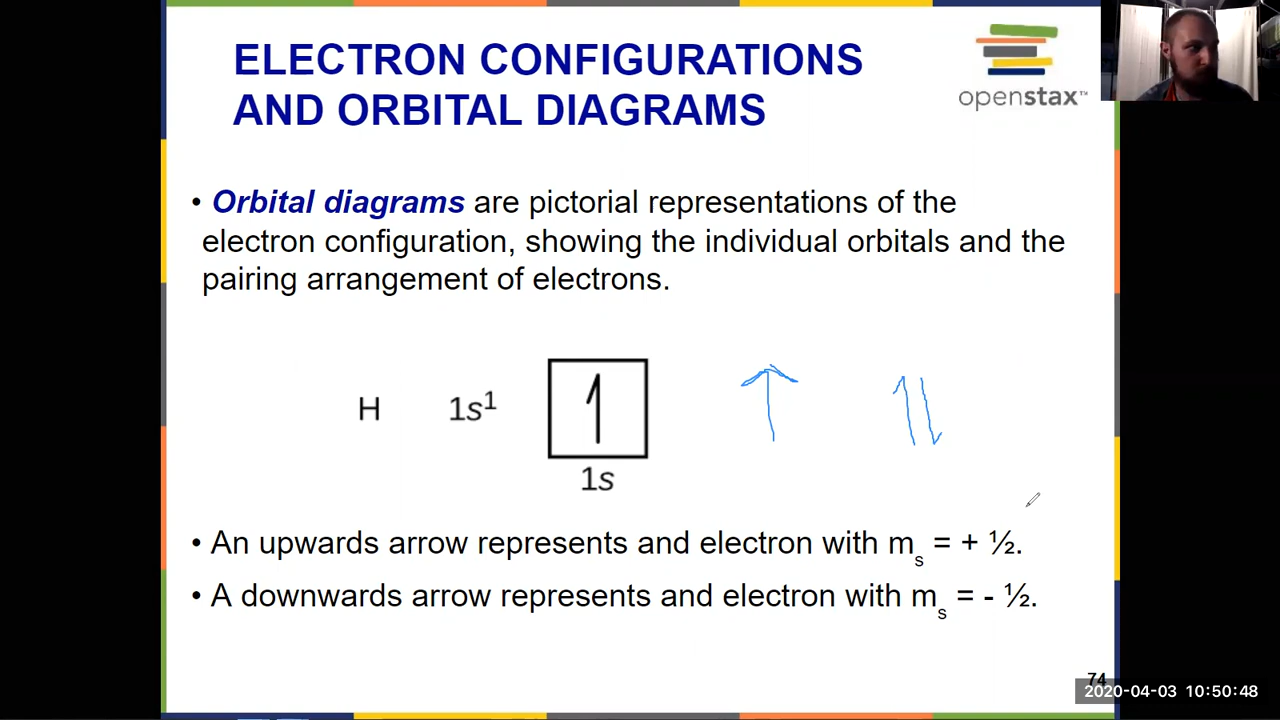 ELECTRON CONFIGURATIONS
AND ORBITAL DIAGRAMS
openstax™
• Orbital diagrams are pictorial representations of the
electron configuration, showing the individual orbitals and the
pairing arrangement of electrons.
H 1s¹
1s
• An upwards arrow represents and electron with mₛ = + ½.
• A downwards arrow represents and electron with mₛ = - ½.
74
2020-04-03 10:50:48